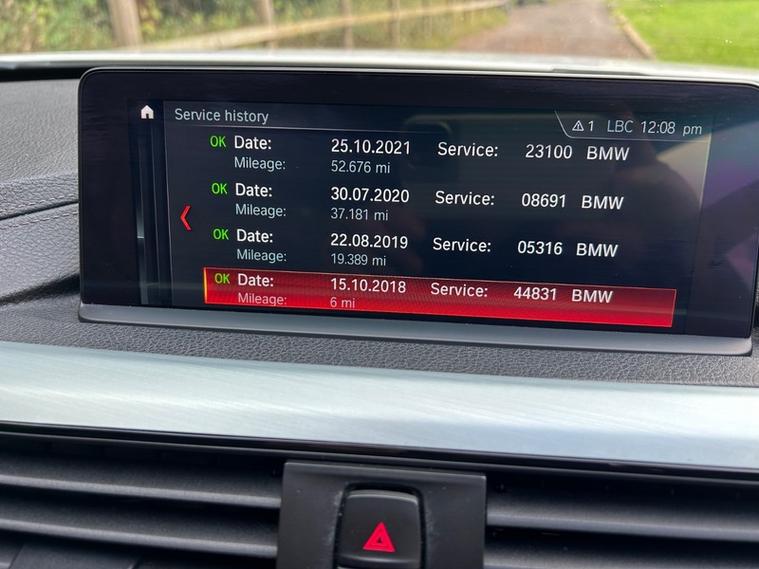 Service history
1 LBC 12:08 pm
OK Date: 25.10.2021 Service: 23100 BMW
Mileage: 52.676 mi
OK Date: 30.07.2020 Service: 08691 BMW
Mileage: 37.181 mi
OK Date: 22.08.2019 Service: 05316 BMW
Mileage: 19.389 mi
OK Date: 15.10.2018 Service: 44831 BMW
Mileage: 6 mi